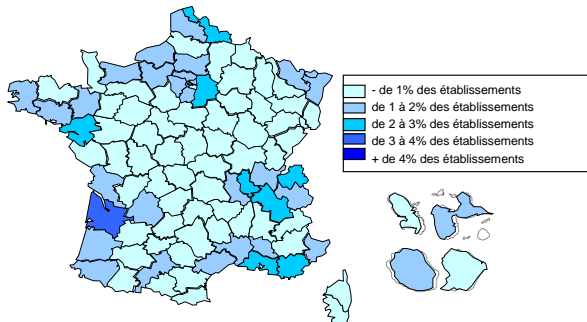 - de 1% des établissements
de 1 à 2% des établissements
de 2 à 3% des établissements
de 3 à 4% des établissements
+ de 4% des établissements